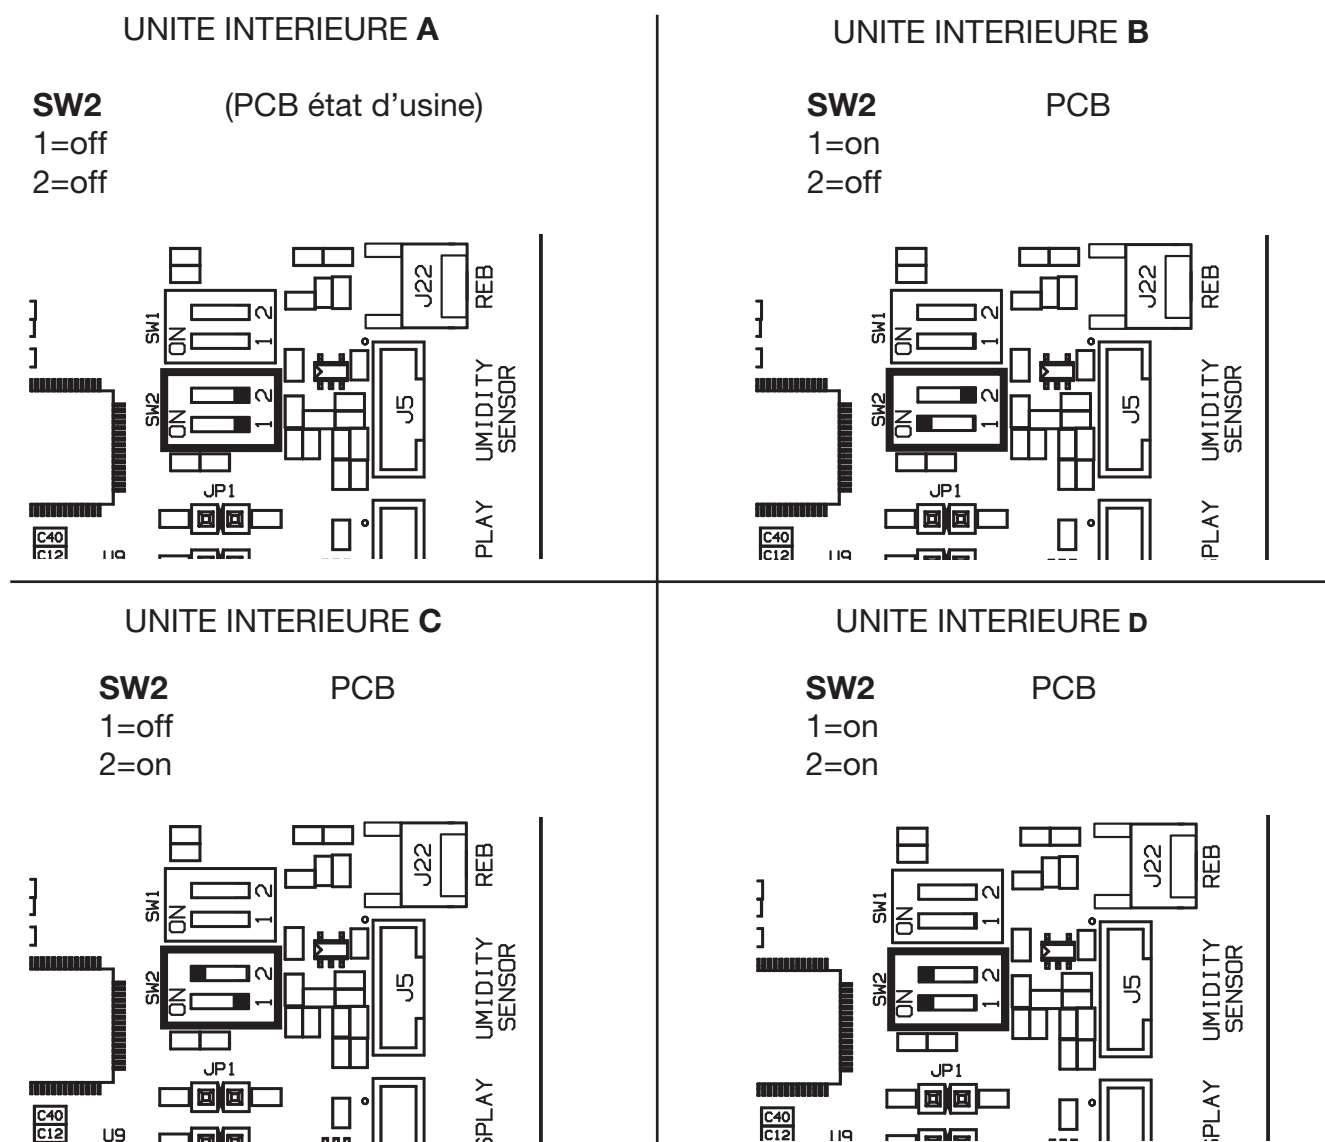 UNITE INTERIEURE A
SW2 (PCB état d'usine)
1=off
2=off
SW1
ON
2
1
J22
REB
SW2
ON
2
1
J5
UMIDITY
SENSOR
JP1
C40
C12
U9
PLAY
UNITE INTERIEURE B
SW2 PCB
1=on
2=off
SW1
ON
2
1
J22
REB
SW2
ON
2
1
J5
UMIDITY
SENSOR
JP1
C40
C12
U9
SPLAY
UNITE INTERIEURE C
SW2 PCB
1=off
2=on
SW1
ON
2
1
J22
REB
SW2
ON
2
1
J5
UMIDITY
SENSOR
JP1
C40
C12
U9
SPLAY
UNITE INTERIEURE D
SW2 PCB
1=on
2=on
SW1
ON
2
1
J22
REB
SW2
ON
2
1
J5
UMIDITY
SENSOR
JP1
C40
C12
U9
SPLAY